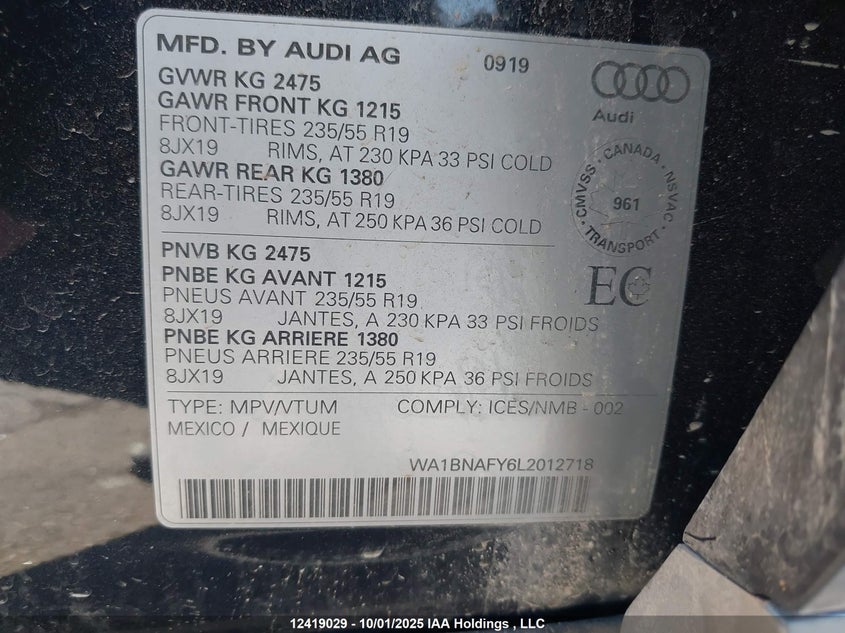 MFD. BY AUDI AG 0919
GVWR KG 2475
GAWR FRONT KG 1215
FRONT-TIRES 235/55 R19
8JX19 RIMS, AT 230 KPA 33 PSI COLD
GAWR REAR KG 1380
REAR-TIRES 235/55 R19
8JX19 RIMS, AT 250 KPA 36 PSI COLD
Audi
CMVSS · CANADA · NSVAC · TRANSPORT ·
961
PNVB KG 2475
PNBE KG AVANT 1215
PNEUS AVANT 235/55 R19
8JX19 JANTES, A 230 KPA 33 PSI FROIDS
PNBE KG ARRIERE 1380
PNEUS ARRIERE 235/55 R19
8JX19 JANTES, A 250 KPA 36 PSI FROIDS
EC
TYPE: MPV/VTUM COMPLY: ICES/NMB - 002
MEXICO / MEXIQUE
WA1BNAFY6L2012718
12419029 - 10/01/2025 IAA Holdings , LLC